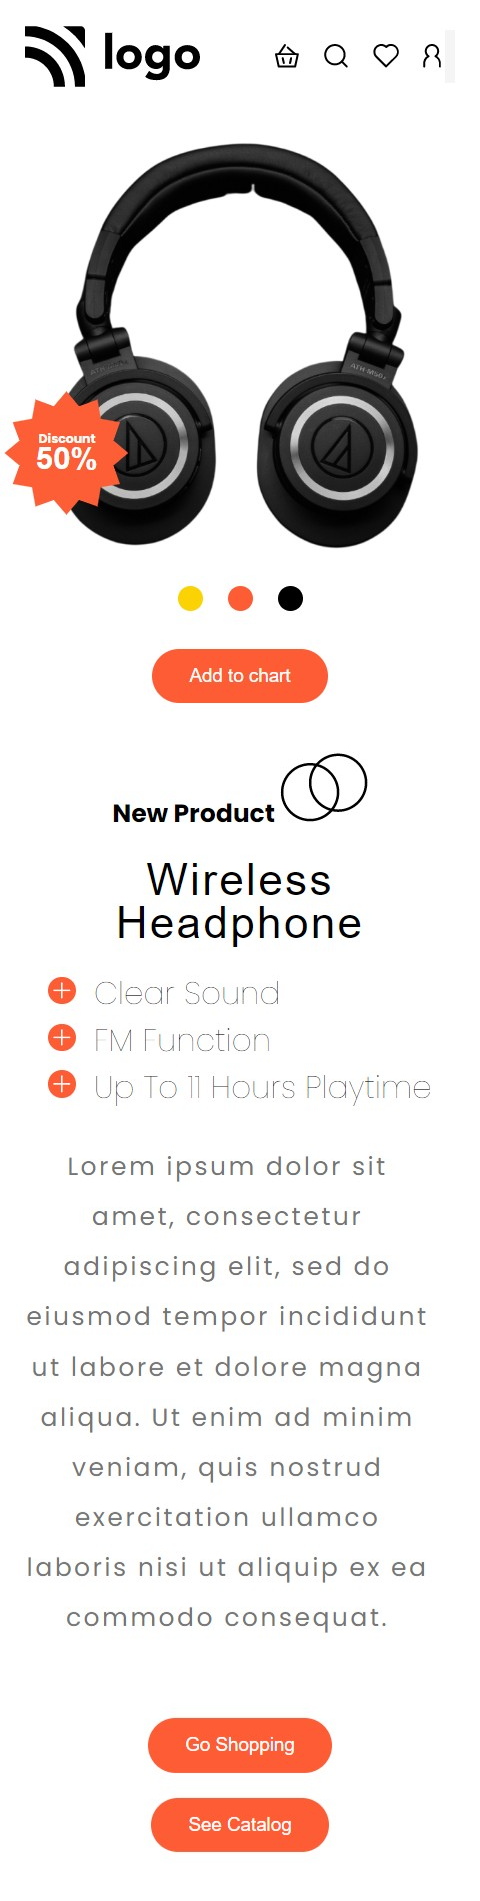 logo
Discount
50%
Add to chart
New Product
Wireless
Headphone
Clear Sound
FM Function
Up To 11 Hours Playtime
Lorem ipsum dolor sit
amet, consectetur
adipiscing elit, sed do
eiusmod tempor incididunt
ut labore et dolore magna
aliqua. Ut enim ad minim
veniam, quis nostrud
exercitation ullamco
laboris nisi ut aliquip ex ea
commodo consequat.
Go Shopping
See Catalog